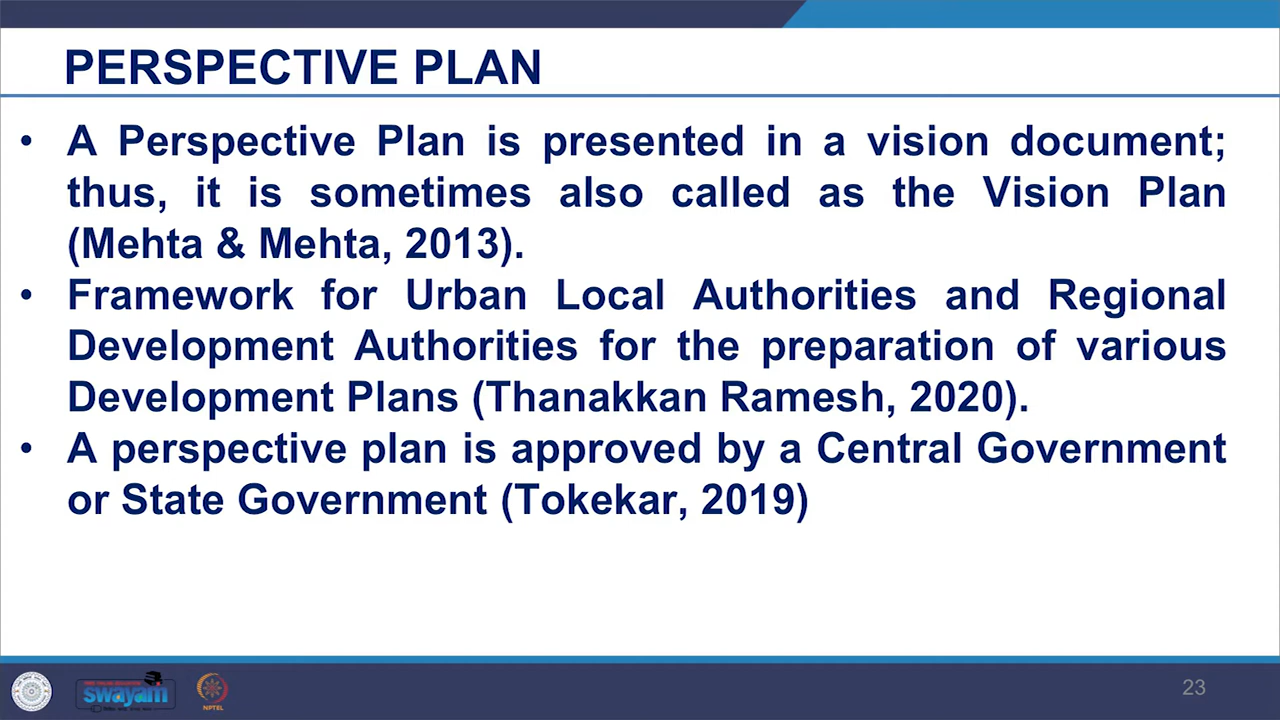 PERSPECTIVE PLAN
• A Perspective Plan is presented in a vision document;
thus, it is sometimes also called as the Vision Plan
(Mehta & Mehta, 2013).
• Framework for Urban Local Authorities and Regional
Development Authorities for the preparation of various
Development Plans (Thanakkan Ramesh, 2020).
• A perspective plan is approved by a Central Government
or State Government (Tokekar, 2019)
swayam
NPTEL
23